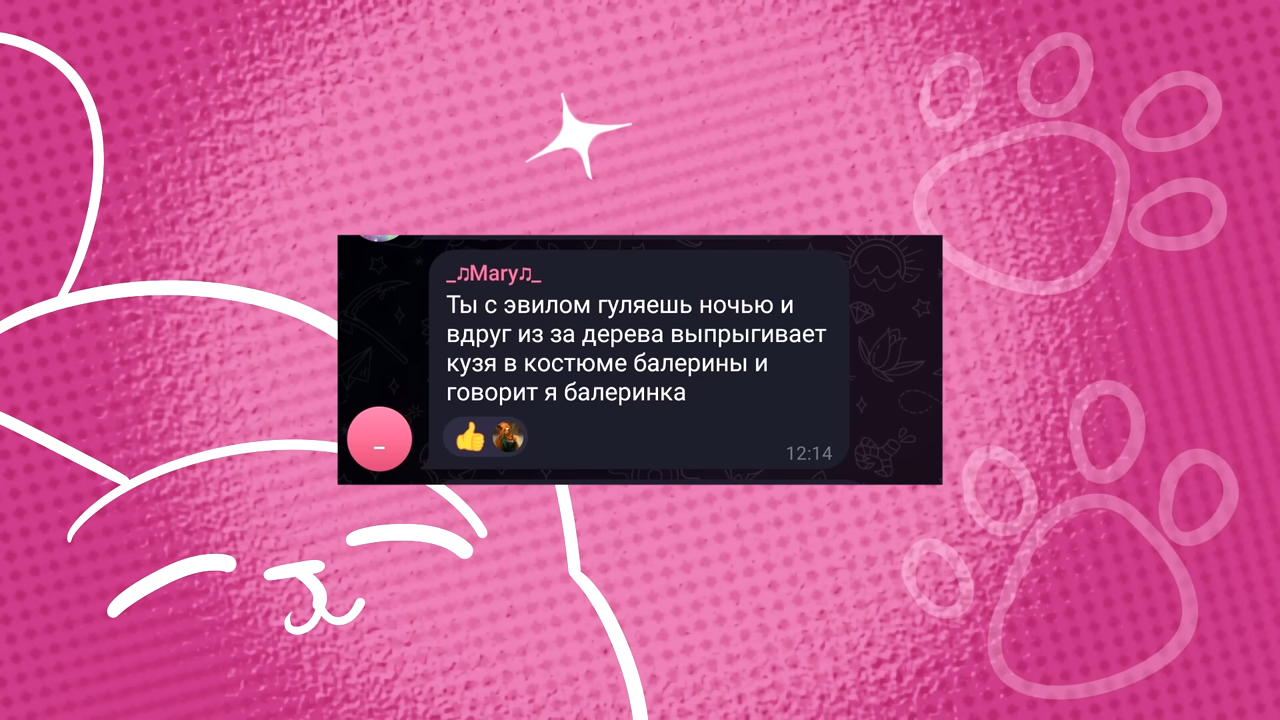 _♫Mary♫_
Ты с эвилом гуляешь ночью и
вдруг из за дерева выпрыгивает
кузя в костюме балерины и
говорит я балеринка
12:14